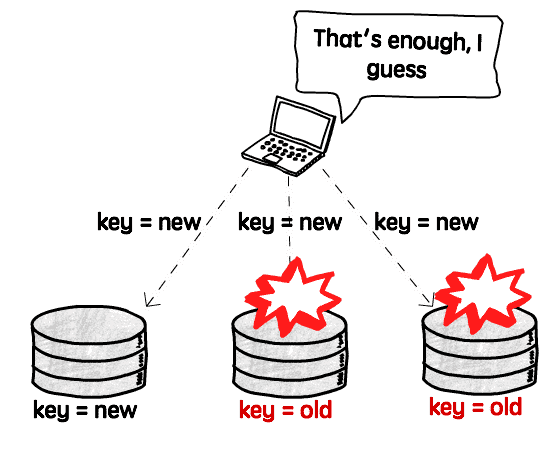 That's enough, I
guess
key = new
key = new
key = new
key = new
key = old
key = old